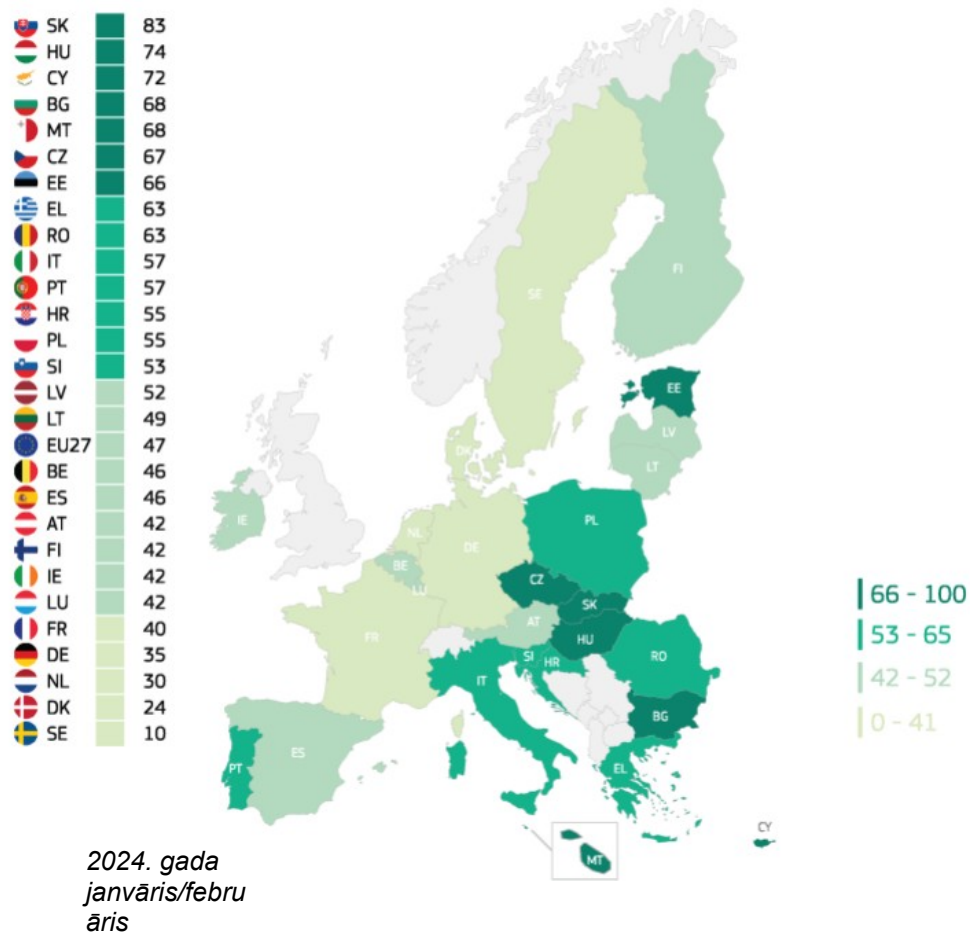 SK 83
HU 74
CY 72
BG 68
MT 68
CZ 67
EE 66
EL 63
RO 63
IT 57
PT 57
HR 55
PL 55
SI 53
LV 52
LT 49
EU27 47
BE 46
ES 46
AT 42
FI 42
IE 42
LU 42
FR 40
DE 35
NL 30
DK 24
SE 10
FI
SE
EE
LV
DK
LT
IE
PL
NL
DE
BE
CZ
LU
SK
AT
FR
HU
SI
HR
RO
IT
BG
ES
PT
EL
CY
MT
66 - 100
53 - 65
42 - 52
0 - 41
2024. gada
janvāris/febru
āris